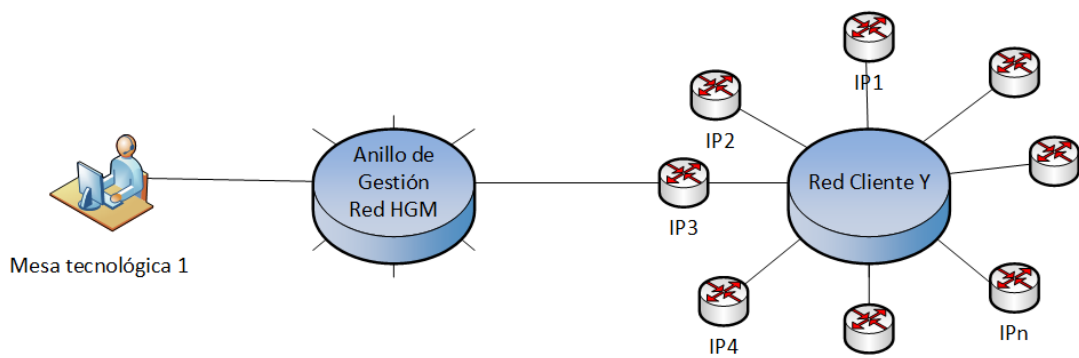 IP1
IP2
Anillo de
Gestión
Red HGM
Red Cliente Y
IP3
Mesa tecnológica 1
IP4
IPn